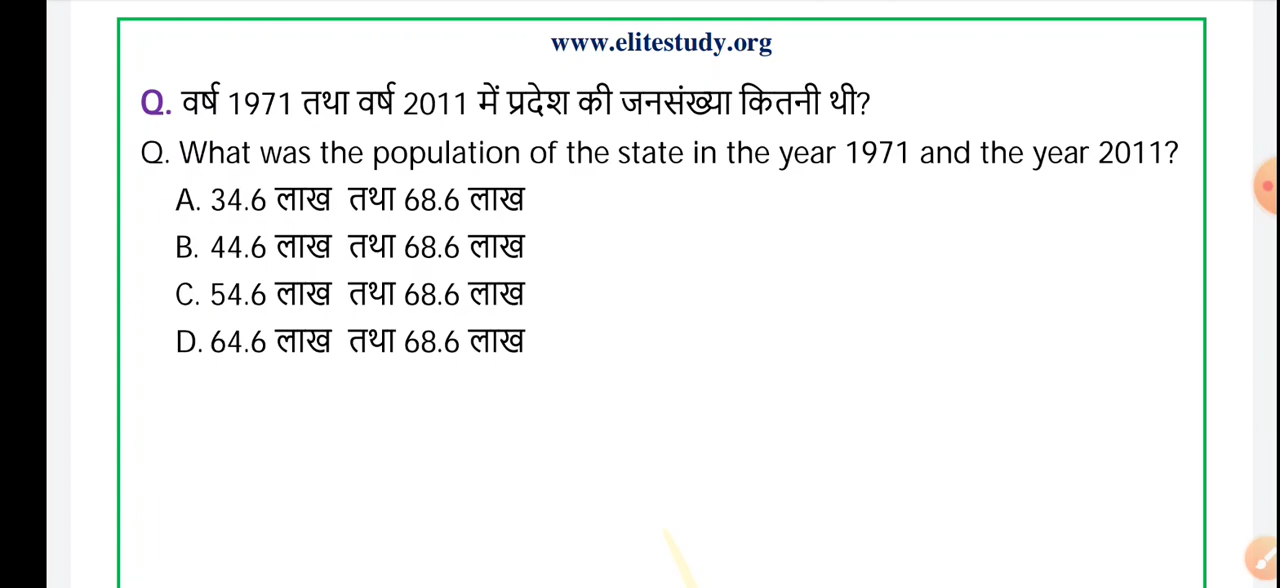 www.elitestudy.org
Q. वर्ष 1971 तथा वर्ष 2011 में प्रदेश की जनसंख्या कितनी थी?
Q. What was the population of the state in the year 1971 and the year 2011?
A. 34.6 लाख तथा 68.6 लाख
B. 44.6 लाख तथा 68.6 लाख
C. 54.6 लाख तथा 68.6 लाख
D. 64.6 लाख तथा 68.6 लाख